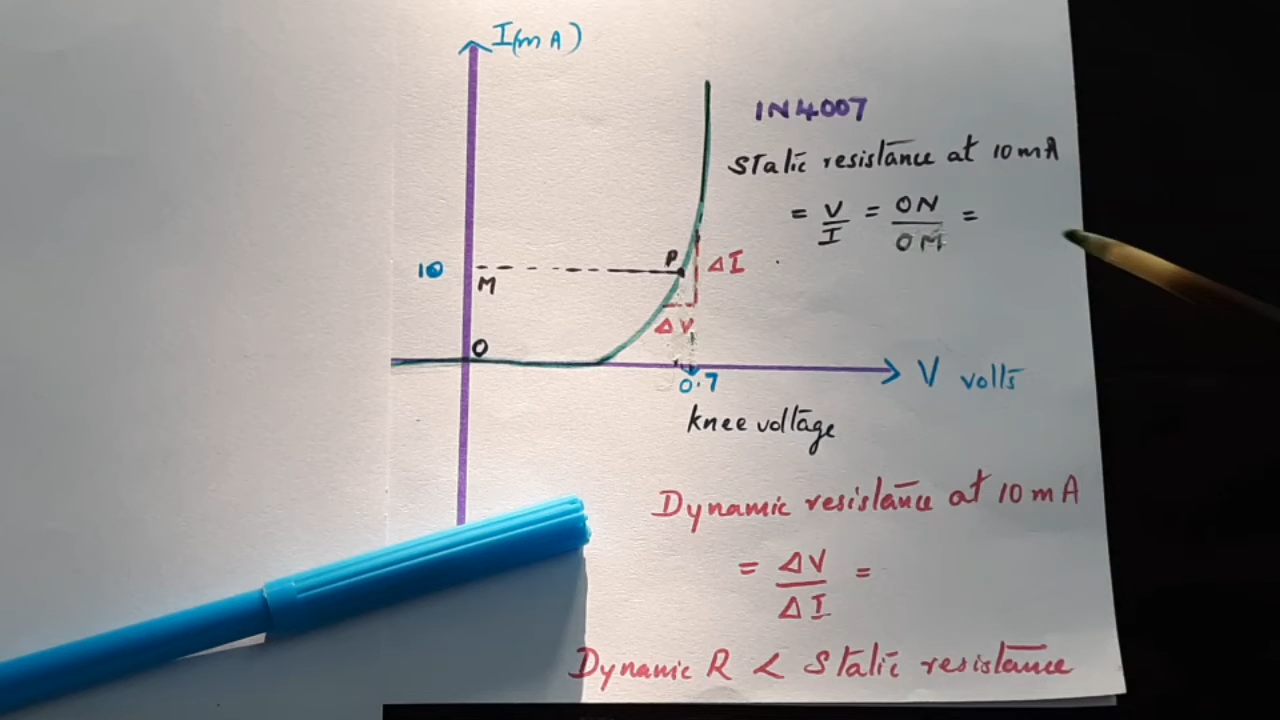 I(mA)
1N4007
Static resistance at 10mA
= V/I = ON/OM =
10
M
P
ΔI
ΔV
O
0.7
V volts
knee voltage
Dynamic resistance at 10 mA
= ΔV/ΔI =
Dynamic R < Static resistance